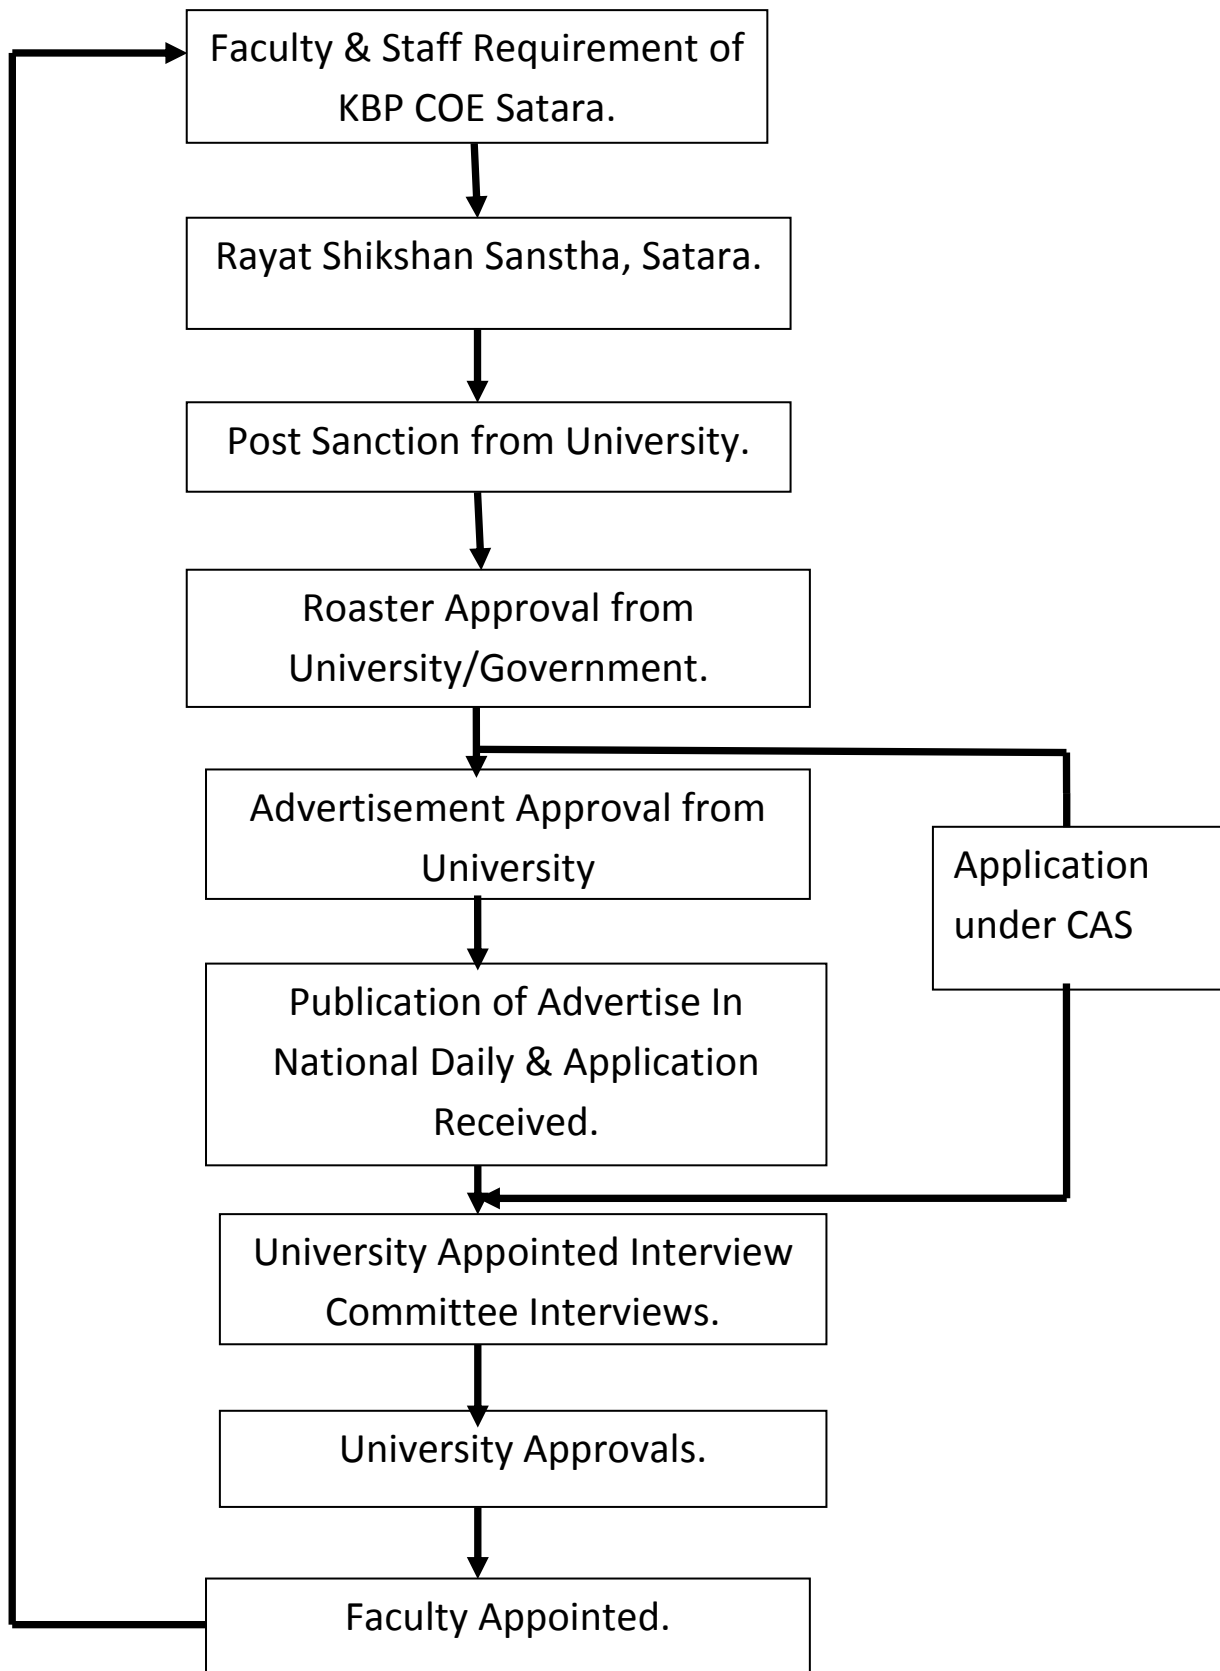 Faculty & Staff Requirement of
KBP COE Satara.
Rayat Shikshan Sanstha, Satara.
Post Sanction from University.
Roaster Approval from
University/Government.
Advertisement Approval from
University
Application
under CAS
Publication of Advertise In
National Daily & Application
Received.
University Appointed Interview
Committee Interviews.
University Approvals.
Faculty Appointed.